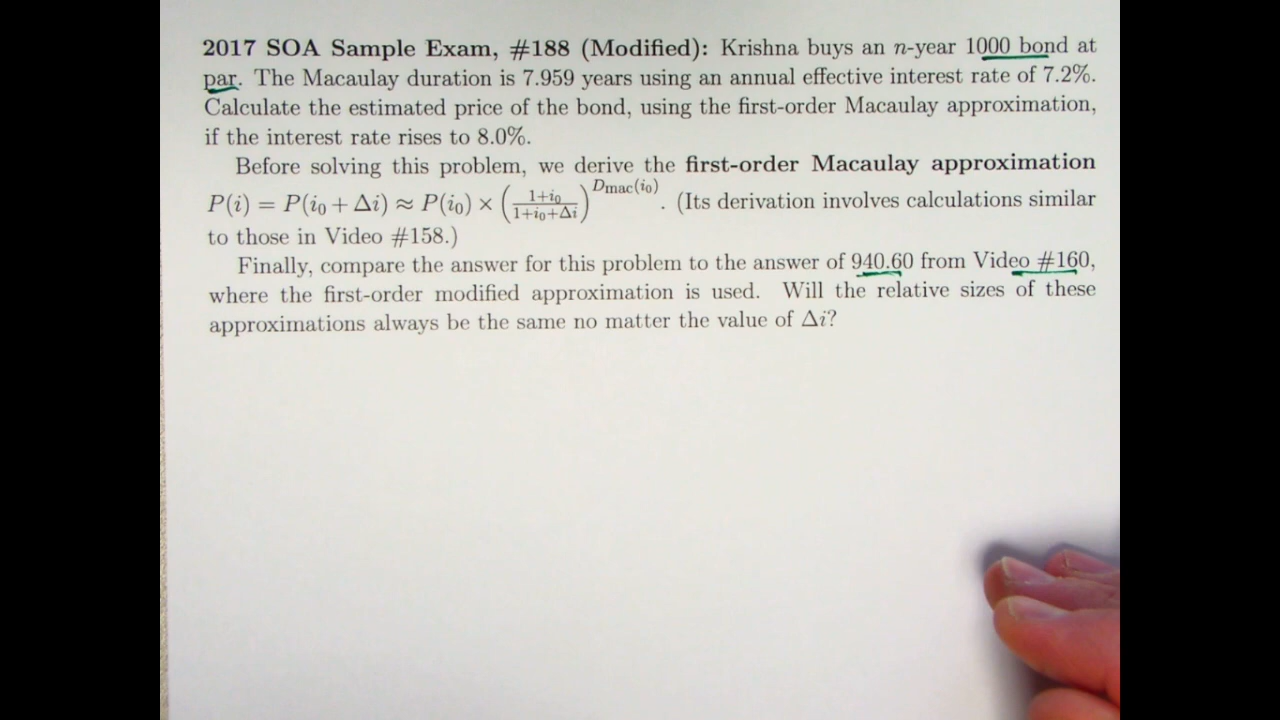 2017 SOA Sample Exam, #188 (Modified): Krishna buys an n-year 1000 bond at
par. The Macaulay duration is 7.959 years using an annual effective interest rate of 7.2%.
Calculate the estimated price of the bond, using the first-order Macaulay approximation,
if the interest rate rises to 8.0%.
Before solving this problem, we derive the first-order Macaulay approximation
P(i) = P(i₀ + Δi) ≈ P(i₀) × ((1+i₀)/(1+i₀+Δi))^(Dmac(i₀)). (Its derivation involves calculations similar
to those in Video #158.)
Finally, compare the answer for this problem to the answer of 940.60 from Video #160,
where the first-order modified approximation is used. Will the relative sizes of these
approximations always be the same no matter the value of Δi?